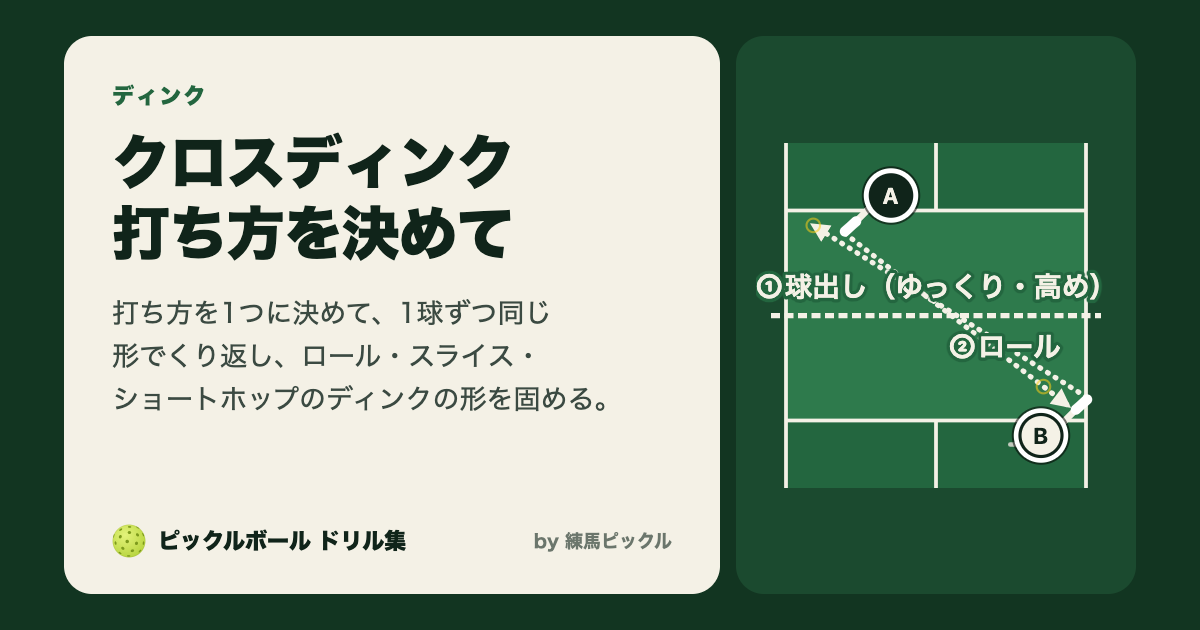 ディンク
クロスディンク
打ち方を決めて
打ち方を1つに決めて、1球ずつ同じ
形でくり返し、ロール・スライス・
ショートホップのディンクの形を固める。
ピックルボール ドリル集
by 練馬ピックル
A
①球出し（ゆっくり・高め）
②ロール
B